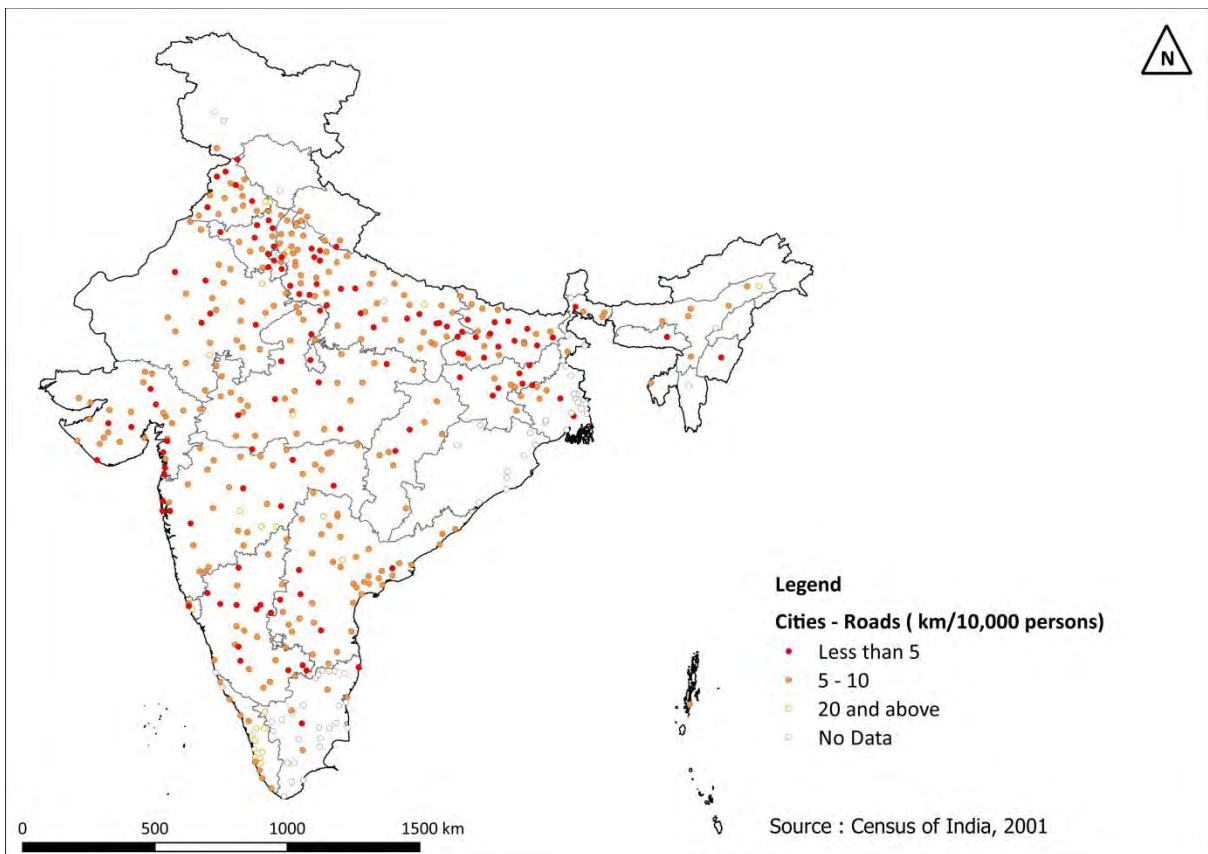 N
Legend
Cities - Roads ( km/10,000 persons)
Less than 5
5 - 10
20 and above
No Data
0 500 1000 1500 km
Source : Census of India, 2001